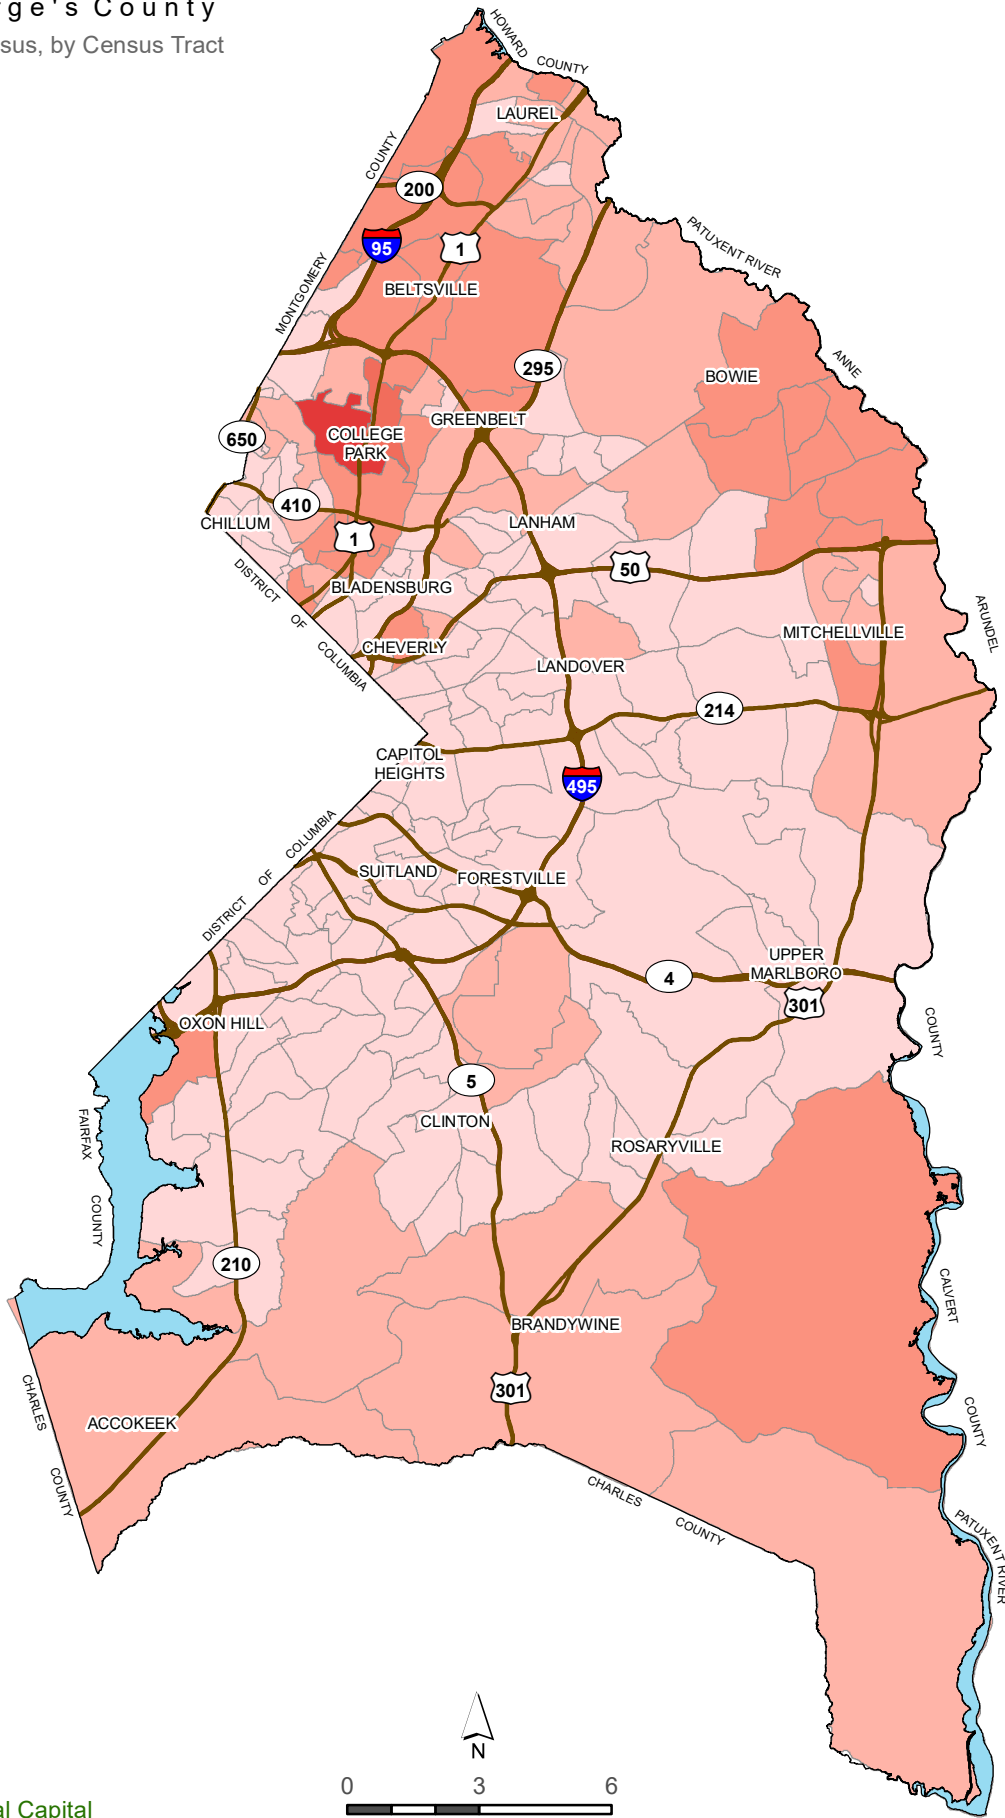 rge's County
sus, by Census Tract
HOWARD COUNTY
LAUREL
COUNTY
200
95
1
PATUXENT RIVER
MONTGOMERY
BELTSVILLE
295
BOWIE
ANNE
GREENBELT
650
COLLEGE
PARK
410
CHILLUM
LANHAM
1
50
DISTRICT OF COLUMBIA
BLADENSBURG
ARUNDEL
MITCHELLVILLE
CHEVERLY
LANDOVER
214
CAPITOL
HEIGHTS
495
DISTRICT OF COLUMBIA
SUITLAND
FORESTVILLE
UPPER
MARLBORO
4
301
OXON HILL
COUNTY
5
CLINTON
FAIRFAX
ROSARYVILLE
COUNTY
210
CALVERT
BRANDYWINE
301
CHARLES
ACCOKEEK
COUNTY
COUNTY
CHARLES
COUNTY
PATUXENT RIVER
N
0 3 6
al Capital